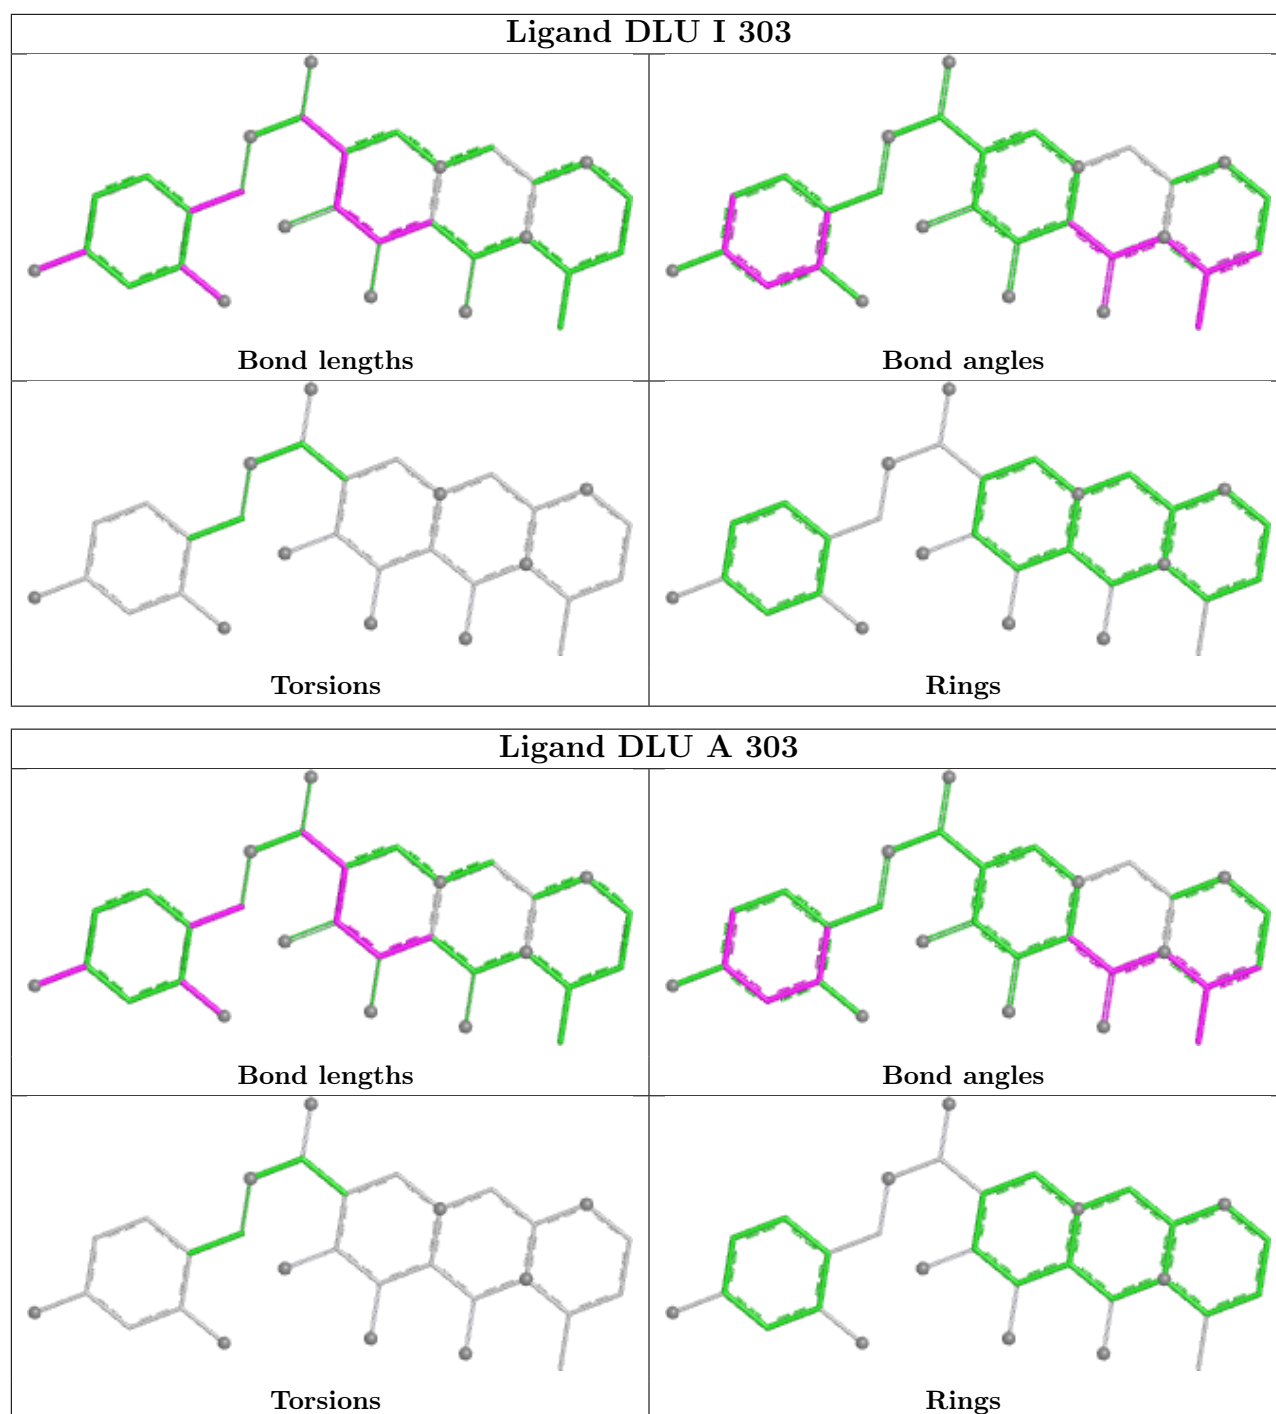 Ligand DLU I 303
Bond lengths
Bond angles
Torsions
Rings
Ligand DLU A 303
Bond lengths
Bond angles
Torsions
Rings